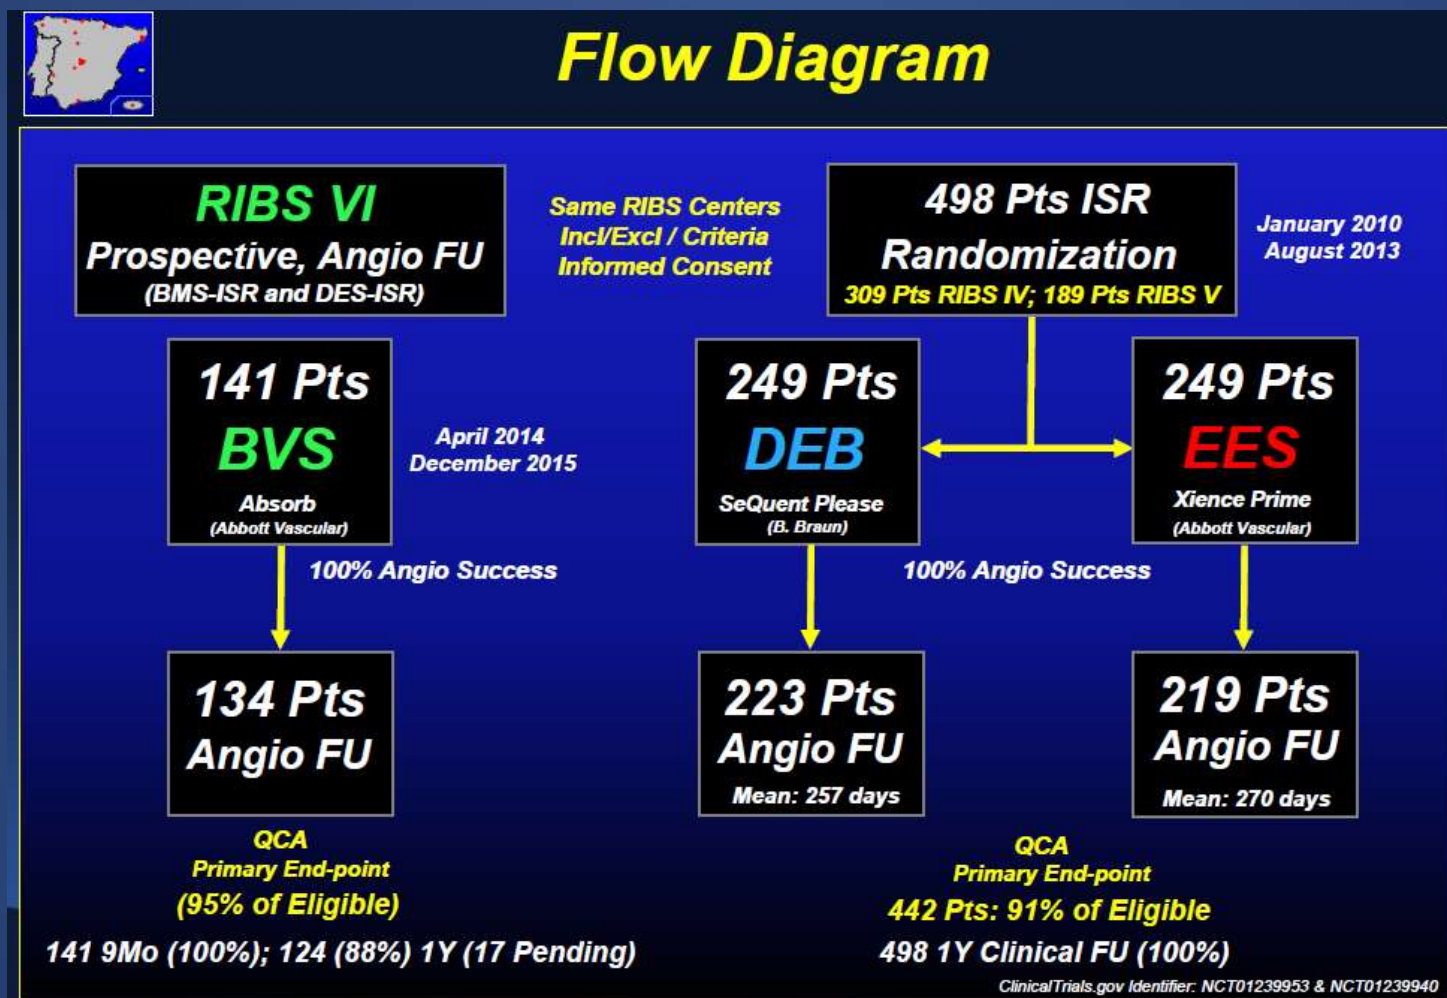 Flow Diagram
RIBS VI
Prospective, Angio FU
(BMS-ISR and DES-ISR)
Same RIBS Centers
Incl/Excl / Criteria
Informed Consent
498 Pts ISR
Randomization
309 Pts RIBS IV; 189 Pts RIBS V
January 2010
August 2013
141 Pts
BVS
Absorb
(Abbott Vascular)
April 2014
December 2015
249 Pts
DEB
SeQuent Please
(B. Braun)
249 Pts
EES
Xience Prime
(Abbott Vascular)
100% Angio Success
100% Angio Success
134 Pts
Angio FU
223 Pts
Angio FU
Mean: 257 days
219 Pts
Angio FU
Mean: 270 days
QCA
Primary End-point
(95% of Eligible)
141 9Mo (100%); 124 (88%) 1Y (17 Pending)
QCA
Primary End-point
442 Pts: 91% of Eligible
498 1Y Clinical FU (100%)
ClinicalTrials.gov Identifier: NCT01239953 & NCT01239940